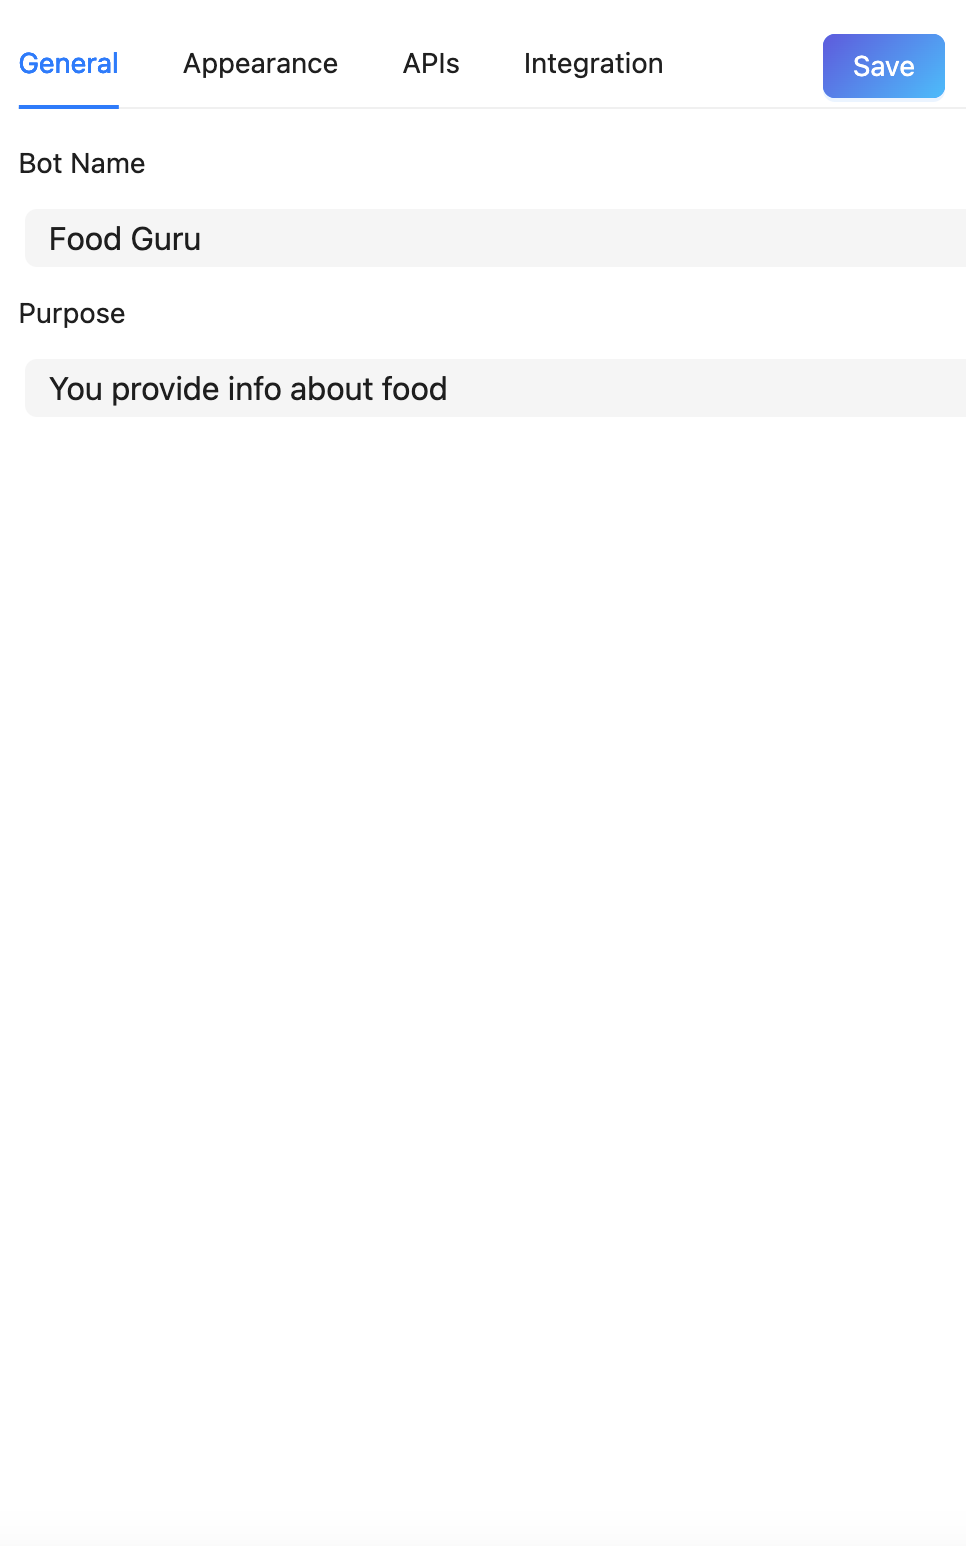 General Appearance APIs Integration Save
Bot Name
Food Guru
Purpose
You provide info about food